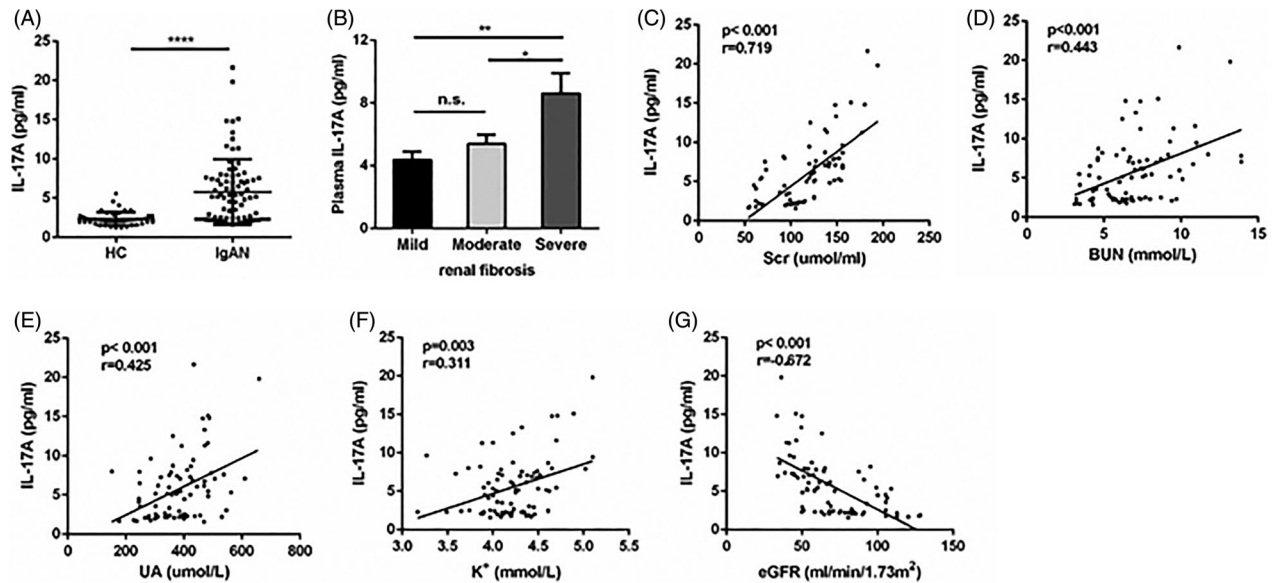 (A)
****
IL-17A (pg/ml)
25
20
15
10
5
0
HC IgAN
(B)
**
*
n.s.
Plasma IL-17A (pg/ml)
12
8
4
0
Mild Moderate Severe
renal fibrosis
(C)
p< 0.001
r=0.719
IL-17A (pg/ml)
25
20
15
10
5
0
0 50 100 150 200 250
Scr (umol/ml)
(D)
p<0.001
r=0.443
IL-17A (pg/ml)
25
20
15
10
5
0
0 5 10 15
BUN (mmol/L)
(E)
p< 0.001
r=0.425
IL-17A (pg/ml)
25
20
15
10
5
0
0 200 400 600 800
UA (umol/L)
(F)
p=0.003
r=0.311
IL-17A (pg/ml)
25
20
15
10
5
0
3.0 3.5 4.0 4.5 5.0 5.5
K⁺ (mmol/L)
(G)
p< 0.001
r=-0.672
IL-17A (pg/ml)
25
20
15
10
5
0
0 50 100 150
eGFR (ml/min/1.73m²)